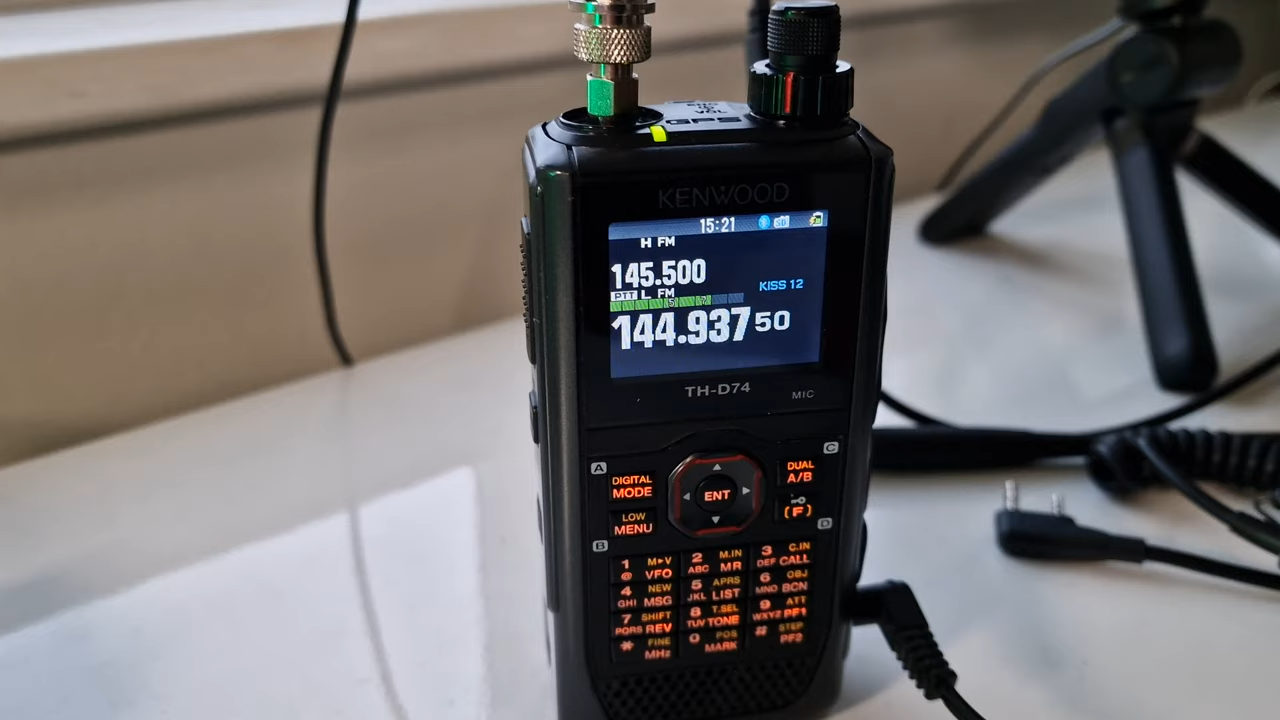 VOL
GPS
KENWOOD
15:21
H FM
145.500
KISS 12
PTT L FM
144.93750
TH-D74
MIC
A
C
DIGITAL MODE
ENT
DUAL A/B
LOW MENU
(F)
B
D
1 M►V
@ VFO
2 M.IN
ABC MR
3 C.IN
DEF CALL
4 NEW
GHI MSG
5 APRS
JKL LIST
6 OBJ
MNO BCN
7 SHIFT
PQRS REV
8 T.SEL
TUV TONE
9 ATT
WXYZ PF1
* FINE
MHz
0 POS
MARK
# STEP
PF2